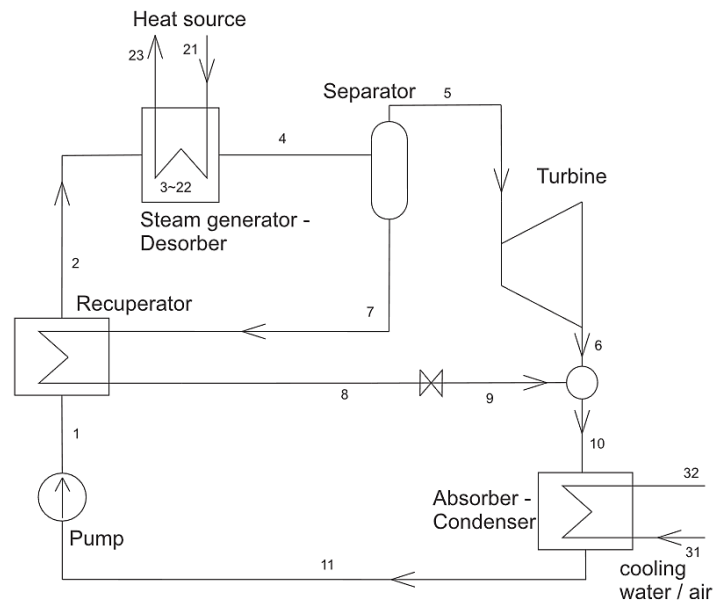 Heat source
23
21
Separator
5
4
Turbine
3~22
Steam generator -
Desorber
2
Recuperator
7
6
8
9
1
10
Absorber -
Condenser
32
Pump
31
11
cooling
water / air